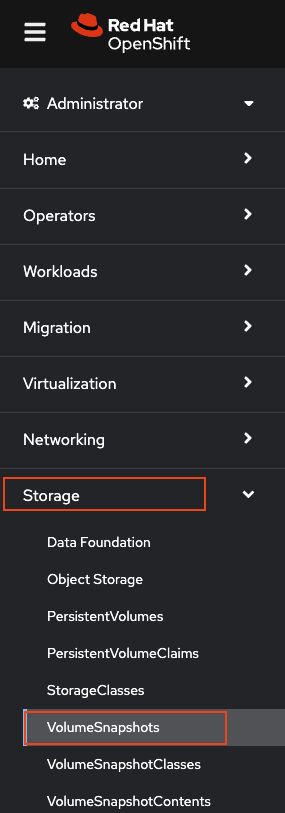 Red Hat
OpenShift
Administrator
Home
Operators
Workloads
Migration
Virtualization
Networking
Storage
Data Foundation
Object Storage
PersistentVolumes
PersistentVolumeClaims
StorageClasses
VolumeSnapshots
VolumeSnapshotClasses
VolumeSnapshotContents